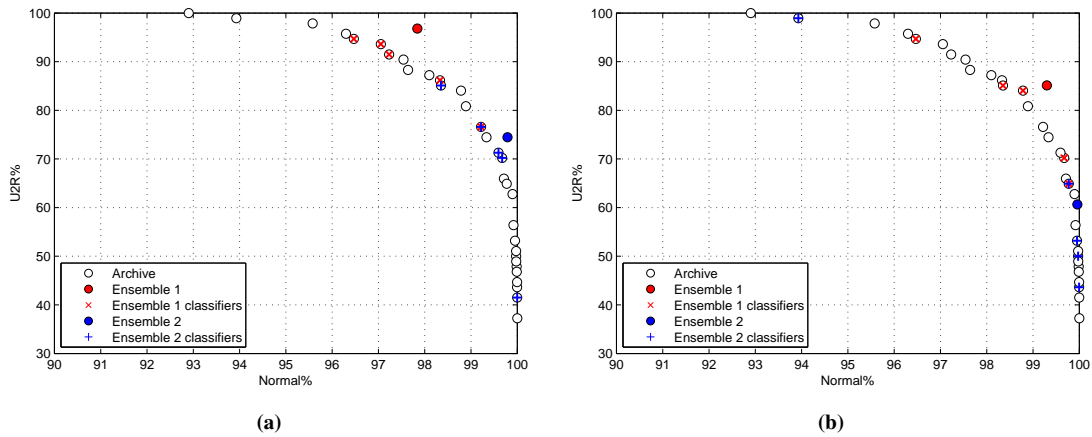 100
90
80
70
60
50
40
30
U2R%
90 91 92 93 94 95 96 97 98 99 100
Normal%
Archive
Ensemble 1
Ensemble 1 classifiers
Ensemble 2
Ensemble 2 classifiers
(a)
100
90
80
70
60
50
40
30
U2R%
90 91 92 93 94 95 96 97 98 99 100
Normal%
Archive
Ensemble 1
Ensemble 1 classifiers
Ensemble 2
Ensemble 2 classifiers
(b)